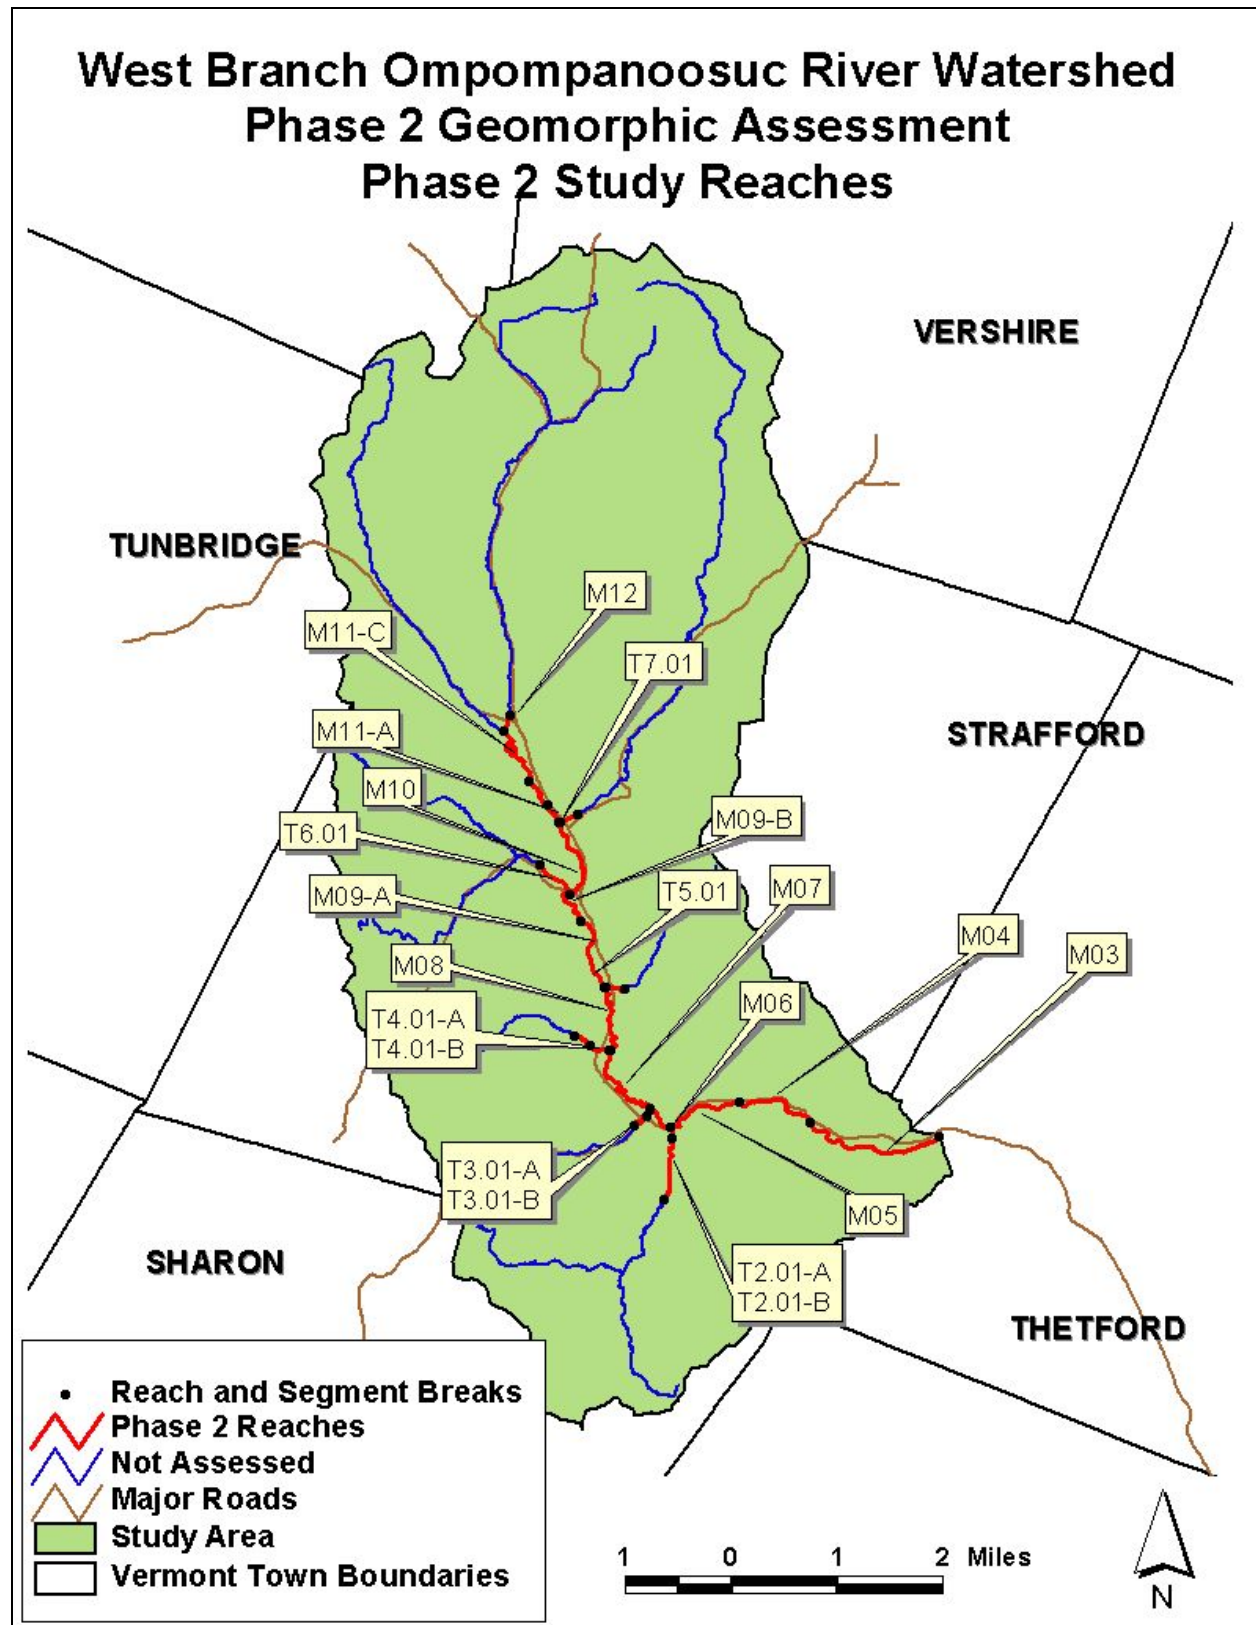 West Branch Ompompanoosuc River Watershed
Phase 2 Geomorphic Assessment
Phase 2 Study Reaches
VERSHIRE
TUNBRIDGE
M12
M11-C
T7.01
M11-A
STRAFFORD
M10
M09-B
T6.01
M09-A
T5.01
M07
M04
M03
M08
M06
T4.01-A
T4.01-B
T3.01-A
T3.01-B
M05
SHARON
T2.01-A
T2.01-B
THETFORD
Reach and Segment Breaks
Phase 2 Reaches
Not Assessed
Major Roads
Study Area
Vermont Town Boundaries
1 0 1 2 Miles
N